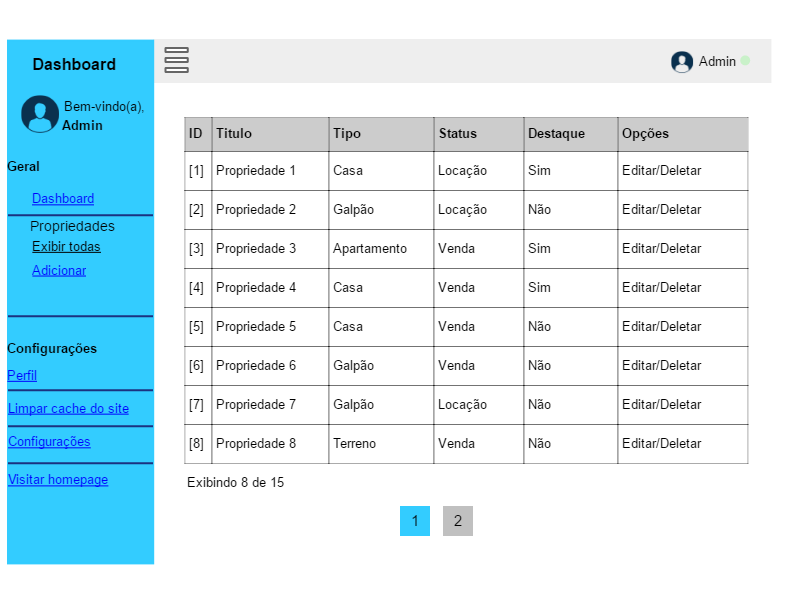 Dashboard
Bem-vindo(a),
Admin
Geral
Dashboard
Propriedades
Exibir todas
Adicionar
Configurações
Perfil
Limpar cache do site
Configurações
Visitar homepage
Admin
ID Titulo Tipo Status Destaque Opções
[1] Propriedade 1 Casa Locação Sim Editar/Deletar
[2] Propriedade 2 Galpão Locação Não Editar/Deletar
[3] Propriedade 3 Apartamento Venda Sim Editar/Deletar
[4] Propriedade 4 Casa Venda Sim Editar/Deletar
[5] Propriedade 5 Casa Venda Não Editar/Deletar
[6] Propriedade 6 Galpão Venda Não Editar/Deletar
[7] Propriedade 7 Galpão Locação Não Editar/Deletar
[8] Propriedade 8 Terreno Venda Não Editar/Deletar
Exibindo 8 de 15
1 2